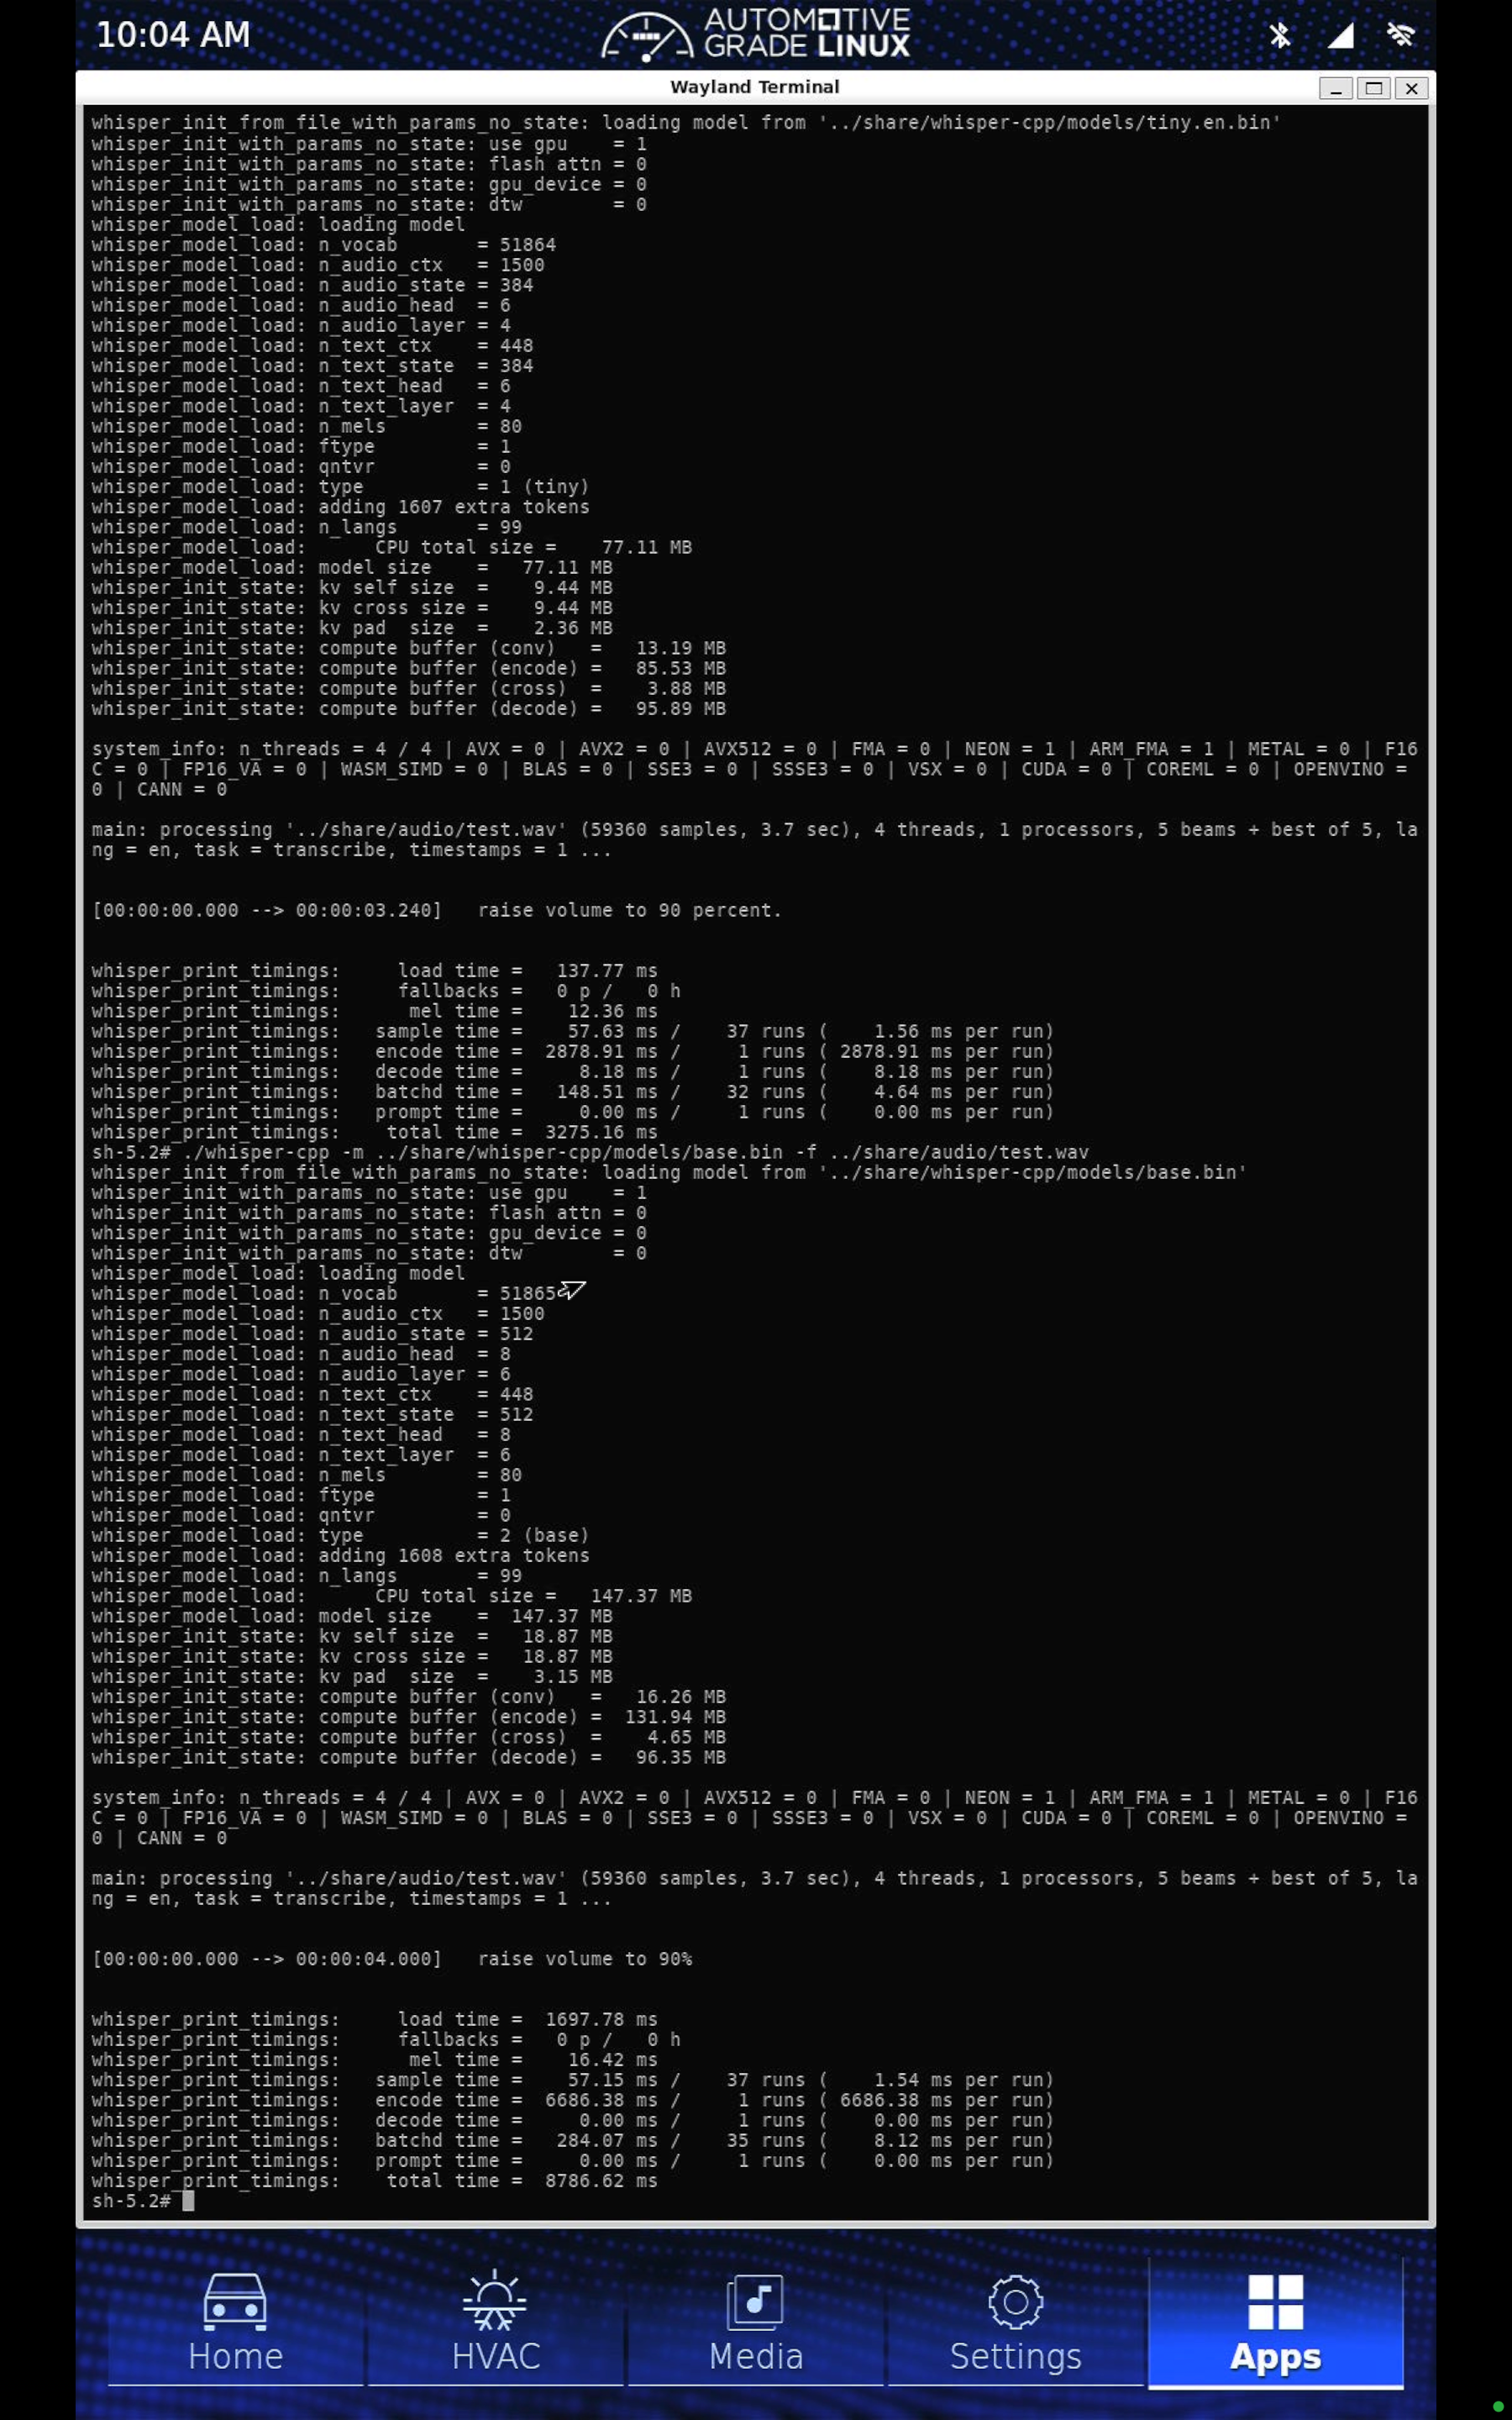 10:04 AM
AUTOMOTIVE
GRADE LINUX
Wayland Terminal
whisper_init_from_file_with_params_no_state: loading model from '../share/whisper-cpp/models/tiny.en.bin'
whisper_init_with_params_no_state: use gpu    = 1
whisper_init_with_params_no_state: flash attn = 0
whisper_init_with_params_no_state: gpu_device = 0
whisper_init_with_params_no_state: dtw        = 0
whisper_model_load: loading model
whisper_model_load: n_vocab       = 51864
whisper_model_load: n_audio_ctx   = 1500
whisper_model_load: n_audio_state = 384
whisper_model_load: n_audio_head  = 6
whisper_model_load: n_audio_layer = 4
whisper_model_load: n_text_ctx    = 448
whisper_model_load: n_text_state  = 384
whisper_model_load: n_text_head   = 6
whisper_model_load: n_text_layer  = 4
whisper_model_load: n_mels        = 80
whisper_model_load: ftype         = 1
whisper_model_load: qntvr         = 0
whisper_model_load: type          = 1 (tiny)
whisper_model_load: adding 1607 extra tokens
whisper_model_load: n_langs       = 99
whisper_model_load:      CPU total size =    77.11 MB
whisper_model_load: model size    =   77.11 MB
whisper_init_state: kv self size  =    9.44 MB
whisper_init_state: kv cross size =    9.44 MB
whisper_init_state: kv pad  size  =    2.36 MB
whisper_init_state: compute buffer (conv)   =   13.19 MB
whisper_init_state: compute buffer (encode) =   85.53 MB
whisper_init_state: compute buffer (cross)  =    3.88 MB
whisper_init_state: compute buffer (decode) =   95.89 MB
system_info: n_threads = 4 / 4 | AVX = 0 | AVX2 = 0 | AVX512 = 0 | FMA = 0 | NEON = 1 | ARM_FMA = 1 | METAL = 0 | F16
C = 0 | FP16_VA = 0 | WASM_SIMD = 0 | BLAS = 0 | SSE3 = 0 | SSSE3 = 0 | VSX = 0 | CUDA = 0 | COREML = 0 | OPENVINO =
0 | CANN = 0
main: processing '../share/audio/test.wav' (59360 samples, 3.7 sec), 4 threads, 1 processors, 5 beams + best of 5, la
ng = en, task = transcribe, timestamps = 1 ...
[00:00:00.000 --> 00:00:03.240]   raise volume to 90 percent.
whisper_print_timings:     load time =   137.77 ms
whisper_print_timings:     fallbacks =   0 p /   0 h
whisper_print_timings:      mel time =    12.36 ms
whisper_print_timings:   sample time =    57.63 ms /    37 runs (    1.56 ms per run)
whisper_print_timings:   encode time =  2878.91 ms /     1 runs ( 2878.91 ms per run)
whisper_print_timings:   decode time =     8.18 ms /     1 runs (    8.18 ms per run)
whisper_print_timings:   batchd time =   148.51 ms /    32 runs (    4.64 ms per run)
whisper_print_timings:   prompt time =     0.00 ms /     1 runs (    0.00 ms per run)
whisper_print_timings:    total time =  3275.16 ms
sh-5.2# ./whisper-cpp -m ../share/whisper-cpp/models/base.bin -f ../share/audio/test.wav
whisper_init_from_file_with_params_no_state: loading model from '../share/whisper-cpp/models/base.bin'
whisper_init_with_params_no_state: use gpu    = 1
whisper_init_with_params_no_state: flash attn = 0
whisper_init_with_params_no_state: gpu_device = 0
whisper_init_with_params_no_state: dtw        = 0
whisper_model_load: loading model
whisper_model_load: n_vocab       = 51865
whisper_model_load: n_audio_ctx   = 1500
whisper_model_load: n_audio_state = 512
whisper_model_load: n_audio_head  = 8
whisper_model_load: n_audio_layer = 6
whisper_model_load: n_text_ctx    = 448
whisper_model_load: n_text_state  = 512
whisper_model_load: n_text_head   = 8
whisper_model_load: n_text_layer  = 6
whisper_model_load: n_mels        = 80
whisper_model_load: ftype         = 1
whisper_model_load: qntvr         = 0
whisper_model_load: type          = 2 (base)
whisper_model_load: adding 1608 extra tokens
whisper_model_load: n_langs       = 99
whisper_model_load:      CPU total size =   147.37 MB
whisper_model_load: model size    =  147.37 MB
whisper_init_state: kv self size  =   18.87 MB
whisper_init_state: kv cross size =   18.87 MB
whisper_init_state: kv pad  size  =    3.15 MB
whisper_init_state: compute buffer (conv)   =   16.26 MB
whisper_init_state: compute buffer (encode) =  131.94 MB
whisper_init_state: compute buffer (cross)  =    4.65 MB
whisper_init_state: compute buffer (decode) =   96.35 MB
system_info: n_threads = 4 / 4 | AVX = 0 | AVX2 = 0 | AVX512 = 0 | FMA = 0 | NEON = 1 | ARM_FMA = 1 | METAL = 0 | F16
C = 0 | FP16_VA = 0 | WASM_SIMD = 0 | BLAS = 0 | SSE3 = 0 | SSSE3 = 0 | VSX = 0 | CUDA = 0 | COREML = 0 | OPENVINO =
0 | CANN = 0
main: processing '../share/audio/test.wav' (59360 samples, 3.7 sec), 4 threads, 1 processors, 5 beams + best of 5, la
ng = en, task = transcribe, timestamps = 1 ...
[00:00:00.000 --> 00:00:04.000]   raise volume to 90%
whisper_print_timings:     load time =  1697.78 ms
whisper_print_timings:     fallbacks =   0 p /   0 h
whisper_print_timings:      mel time =    16.42 ms
whisper_print_timings:   sample time =    57.15 ms /    37 runs (    1.54 ms per run)
whisper_print_timings:   encode time =  6686.38 ms /     1 runs ( 6686.38 ms per run)
whisper_print_timings:   decode time =     0.00 ms /     1 runs (    0.00 ms per run)
whisper_print_timings:   batchd time =   284.07 ms /    35 runs (    8.12 ms per run)
whisper_print_timings:   prompt time =     0.00 ms /     1 runs (    0.00 ms per run)
whisper_print_timings:    total time =  8786.62 ms
sh-5.2#
Home HVAC Media Settings Apps